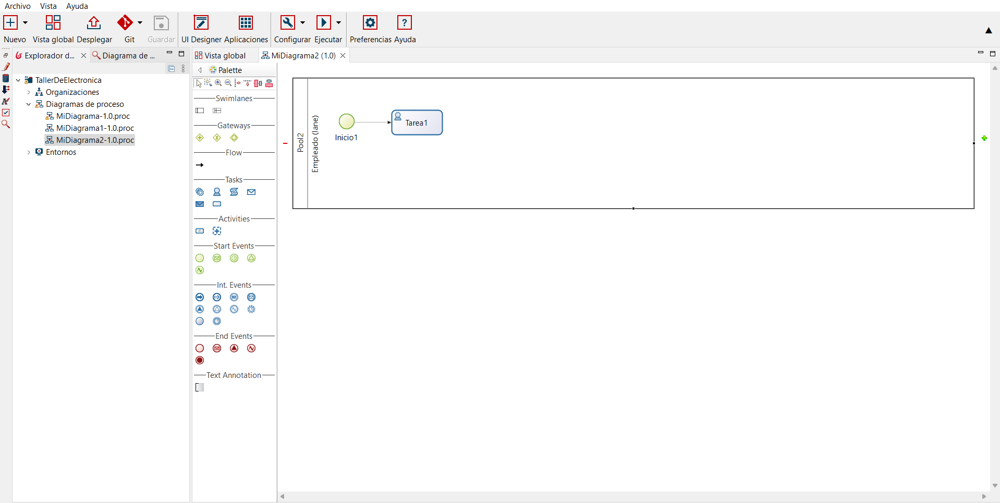 Archivo Vista Ayuda
Nuevo Vista global Desplegar Git Guardar UI Designer Aplicaciones Configurar Ejecutar Preferencias Ayuda
Explorador d... Diagrama de ...
Vista global MiDiagrama2 (1.0)
TallerDeElectronica
Organizaciones
Diagramas de proceso
MiDiagrama-1.0.proc
MiDiagrama1-1.0.proc
MiDiagrama2-1.0.proc
Entornos
Palette
Swimlanes
Gateways
Flow
Tasks
Activities
Start Events
Int. Events
End Events
Text Annotation
Pool2
Empleado (lane)
Inicio1
Tarea1